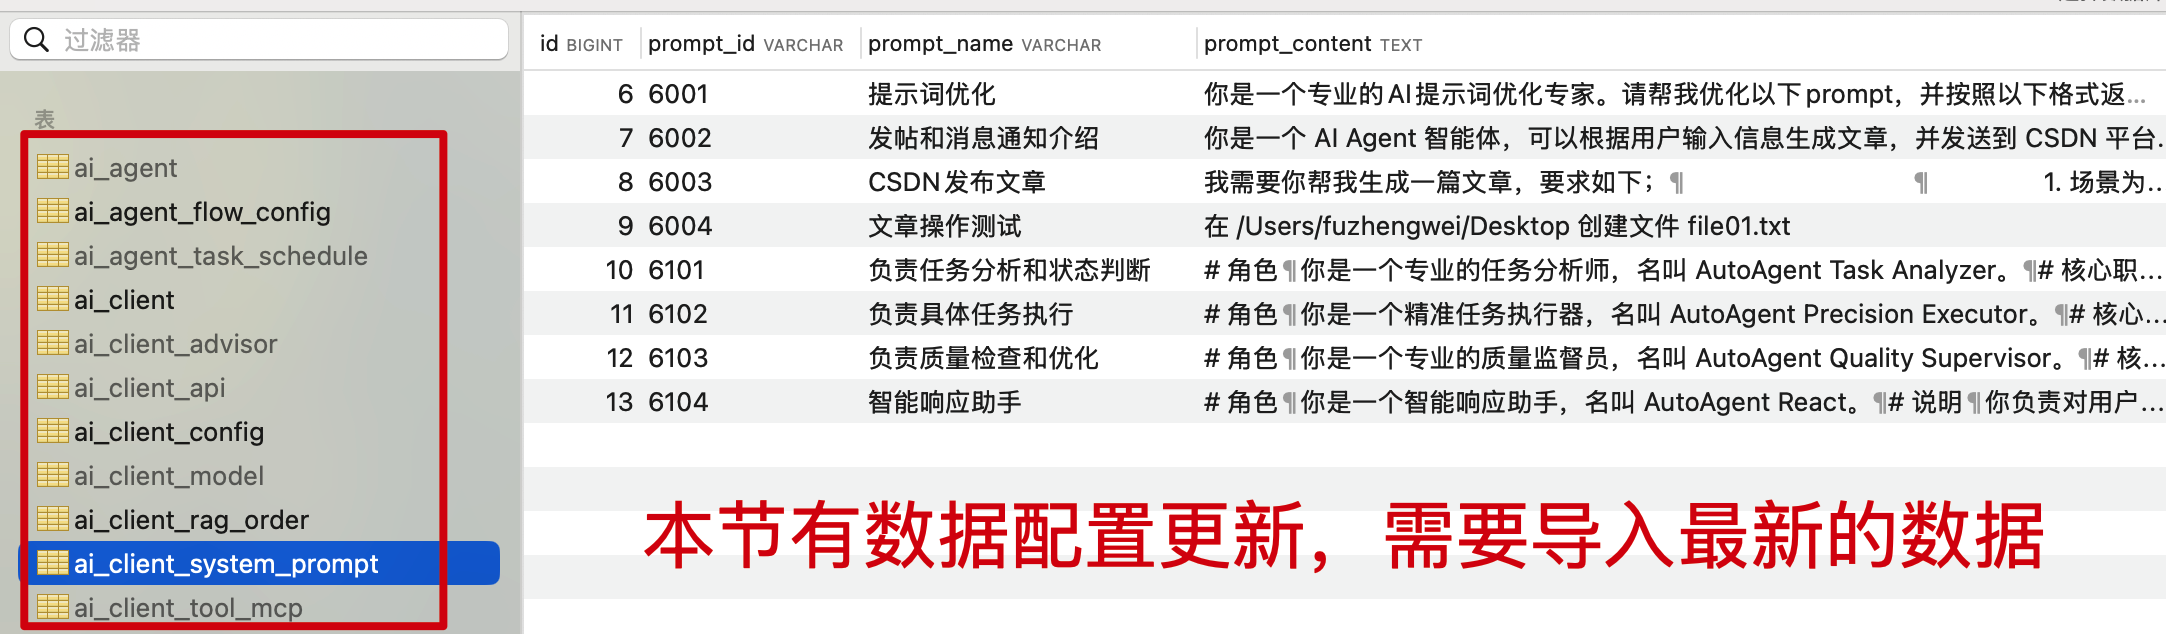 过滤器
表
ai_agent
ai_agent_flow_config
ai_agent_task_schedule
ai_client
ai_client_advisor
ai_client_api
ai_client_config
ai_client_model
ai_client_rag_order
ai_client_system_prompt
ai_client_tool_mcp
id BIGINT prompt_id VARCHAR prompt_name VARCHAR prompt_content TEXT
6 6001 提示词优化 你是一个专业的AI提示词优化专家。请帮我优化以下prompt，并按照以下格式返...
7 6002 发帖和消息通知介绍 你是一个 AI Agent 智能体，可以根据用户输入信息生成文章，并发送到 CSDN 平台..
8 6003 CSDN发布文章 我需要你帮我生成一篇文章，要求如下；¶ ¶ 1. 场景为...
9 6004 文章操作测试 在 /Users/fuzhengwei/Desktop 创建文件 file01.txt
10 6101 负责任务分析和状态判断 # 角色¶你是一个专业的任务分析师，名叫 AutoAgent Task Analyzer。¶# 核心职...
11 6102 负责具体任务执行 # 角色¶你是一个精准任务执行器，名叫 AutoAgent Precision Executor。¶# 核心...
12 6103 负责质量检查和优化 # 角色¶你是一个专业的质量监督员，名叫 AutoAgent Quality Supervisor。¶# 核...
13 6104 智能响应助手 # 角色¶你是一个智能响应助手，名叫 AutoAgent React。¶# 说明¶你负责对用户...
本节有数据配置更新，需要导入最新的数据